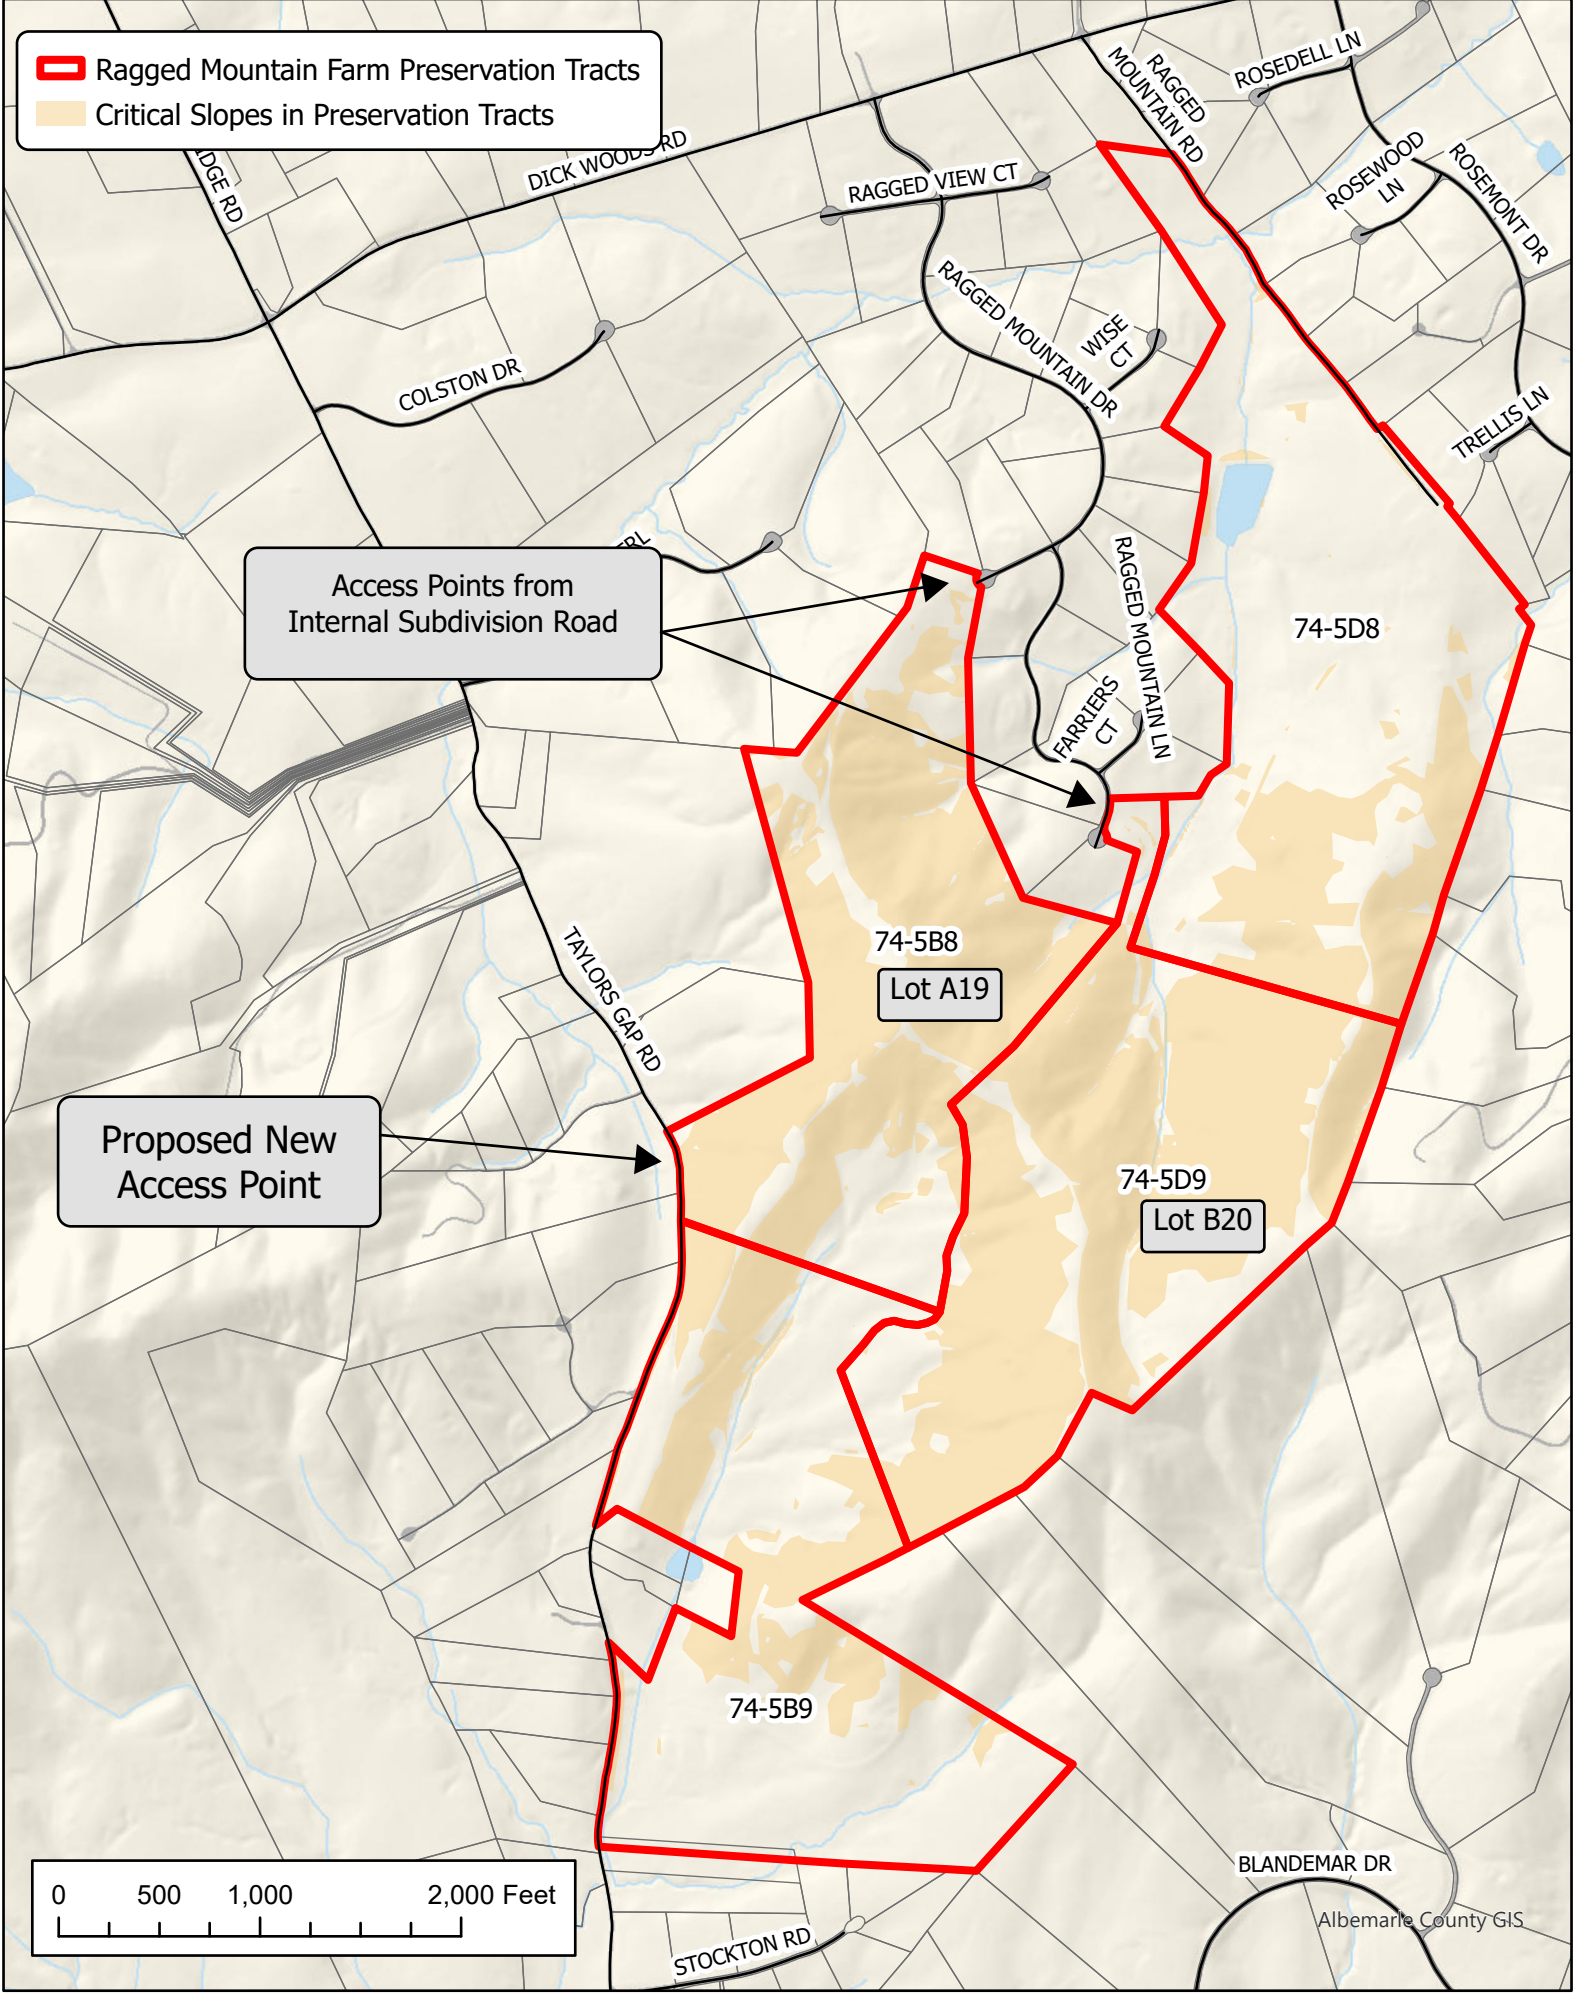 Ragged Mountain Farm Preservation Tracts
Critical Slopes in Preservation Tracts
DICK WOODS RD
DGE RD
RAGGED
MOUNTAIN RD
ROSEDELL LN
ROSEWOOD
LN
ROSEMONT DR
RAGGED VIEW CT
RAGGED MOUNTAIN DR
WISE
CT
COLSTON DR
TRELLIS LN
RL
Access Points from
Internal Subdivision Road
RAGGED MOUNTAIN LN
FARRIERS
CT
74-5D8
74-5B8
Lot A19
TAYLORS GAP RD
Proposed New
Access Point
74-5D9
Lot B20
74-5B9
BLANDEMAR DR
Albemarle County GIS
STOCKTON RD
0 500 1,000 2,000 Feet